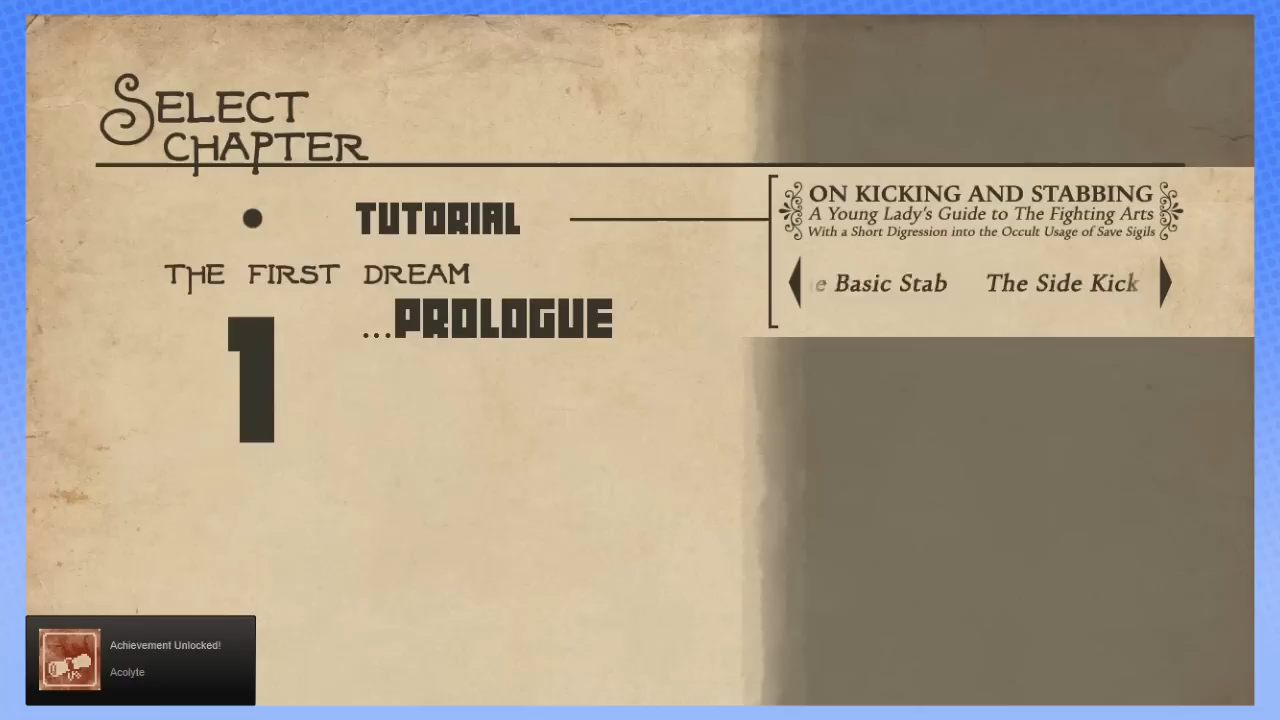 SELECT
CHAPTER
• TUTORIAL
ON KICKING AND STABBING
A Young Lady's Guide to The Fighting Arts
With a Short Digression into the Occult Usage of Save Sigils
e Basic Stab The Side Kick
THE FIRST DREAM
...PROLOGUE
1
Achievement Unlocked!
Acolyte